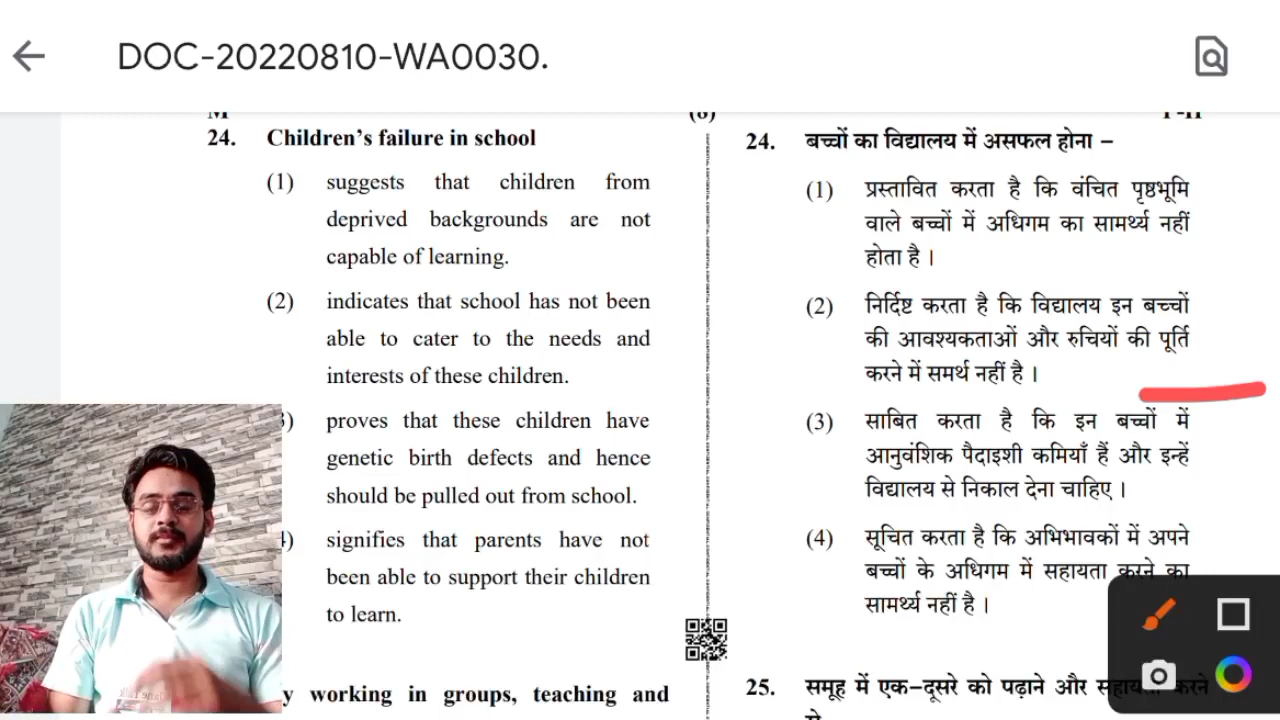 DOC-20220810-WA0030.
24. Children's failure in school
(1) suggests that children from
deprived backgrounds are not
capable of learning.
(2) indicates that school has not been
able to cater to the needs and
interests of these children.
3) proves that these children have
genetic birth defects and hence
should be pulled out from school.
4) signifies that parents have not
been able to support their children
to learn.
y working in groups, teaching and
24. बच्चों का विद्यालय में असफल होना –
(1) प्रस्तावित करता है कि वंचित पृष्ठभूमि
वाले बच्चों में अधिगम का सामर्थ्य नहीं
होता है ।
(2) निर्दिष्ट करता है कि विद्यालय इन बच्चों
की आवश्यकताओं और रुचियों की पूर्ति
करने में समर्थ नहीं है ।
(3) साबित करता है कि इन बच्चों में
आनुवंशिक पैदाइशी कमियाँ हैं और इन्हें
विद्यालय से निकाल देना चाहिए ।
(4) सूचित करता है कि अभिभावकों में अपने
बच्चों के अधिगम में सहायता करने का
सामर्थ्य नहीं है ।
25. समूह में एक-दूसरे को पढ़ाने और सहायता करने